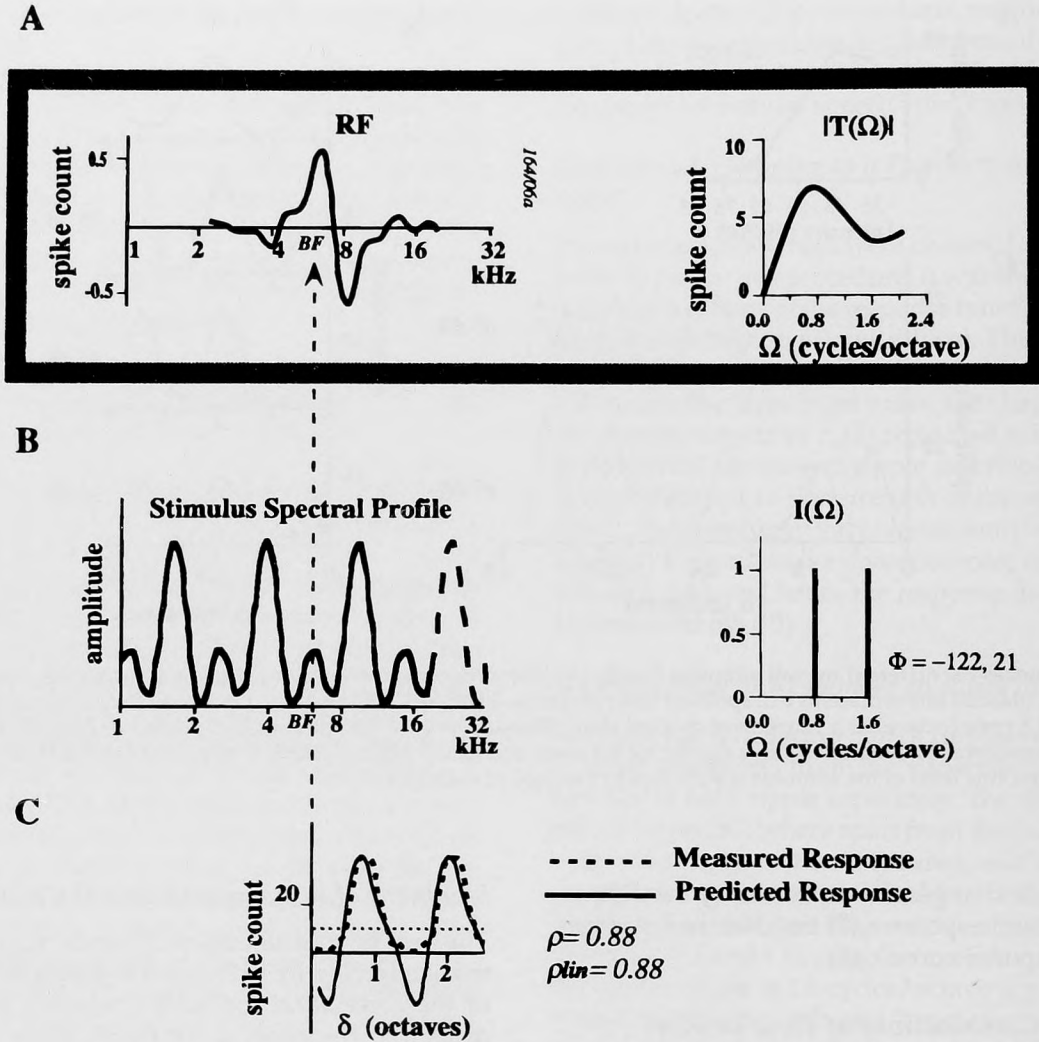 A
RF
spike count
0.5
-0.5
1 2 4 BF 8 16 32
kHz
164/06a
|T(Ω)|
spike count
10
5
0
0.0 0.8 1.6 2.4
Ω (cycles/octave)
B
Stimulus Spectral Profile
amplitude
1 2 4 BF 8 16 32
kHz
I(Ω)
1
0.5
0
0.0 0.8 1.6
Φ = −122, 21
Ω (cycles/octave)
C
spike count
20
1 2
δ (octaves)
Measured Response
Predicted Response
ρ= 0.88
ρlin= 0.88